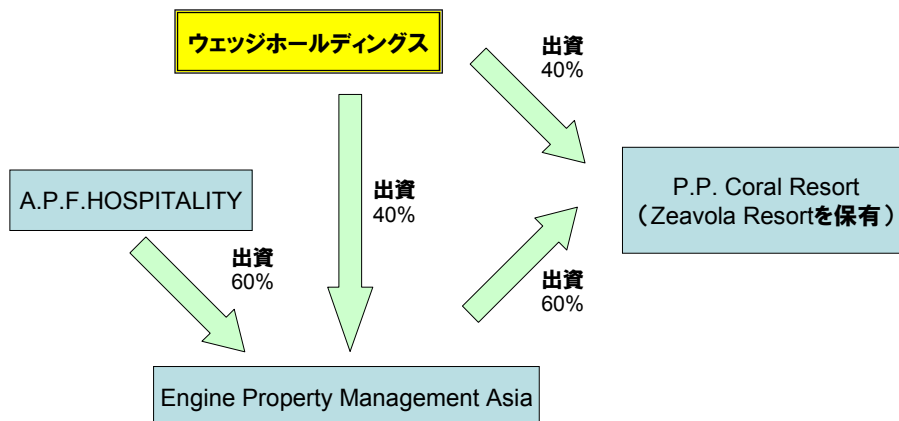 ウェッジホールディングス
出資
40%
A.P.F.HOSPITALITY
出資
40%
P.P. Coral Resort
（Zeavola Resortを保有）
出資
60%
出資
60%
Engine Property Management Asia